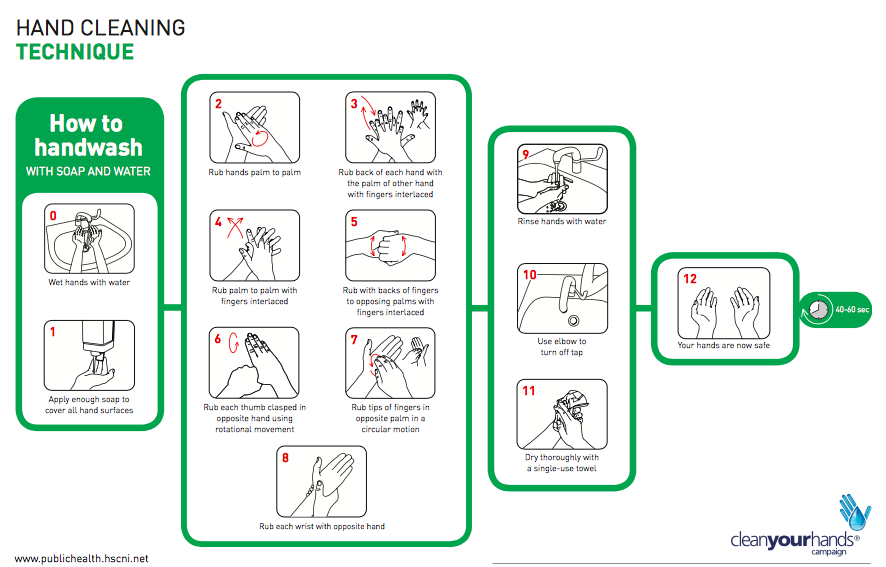 HAND CLEANING
TECHNIQUE
How to
handwash
WITH SOAP AND WATER
0
Wet hands with water
1
Apply enough soap to
cover all hand surfaces
2
Rub hands palm to palm
3
Rub back of each hand with
the palm of other hand
with fingers interlaced
4
Rub palm to palm with
fingers interlaced
5
Rub with backs of fingers
to opposing palms with
fingers interlaced
6
Rub each thumb clasped in
opposite hand using
rotational movement
7
Rub tips of fingers in
opposite palm in a
circular motion
8
Rub each wrist with opposite hand
9
Rinse hands with water
10
Use elbow to
turn off tap
11
Dry thoroughly with
a single-use towel
12
Your hands are now safe
40-60 sec
www.publichealth.hscni.net
cleanyourhands®
campaign